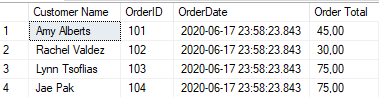 Customer Name OrderID OrderDate Order Total
1 Amy Alberts 101 2020-06-17 23:58:23.843 45,00
2 Rachel Valdez 102 2020-06-17 23:58:23.843 30,00
3 Lynn Tsoflias 103 2020-06-17 23:58:23.843 75,00
4 Jae Pak 104 2020-06-17 23:58:23.843 75,00